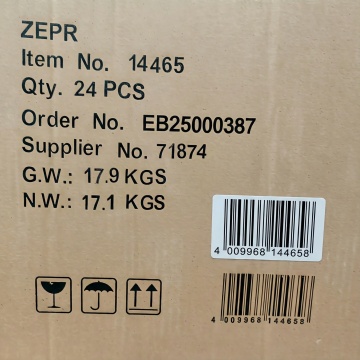 ZEPR
Item No. 14465
Qty. 24 PCS
Order No. EB25000387
Supplier No. 71874
G.W.: 17.9 KGS
N.W.: 17.1 KGS
4 009968 144658
4 009968 144658